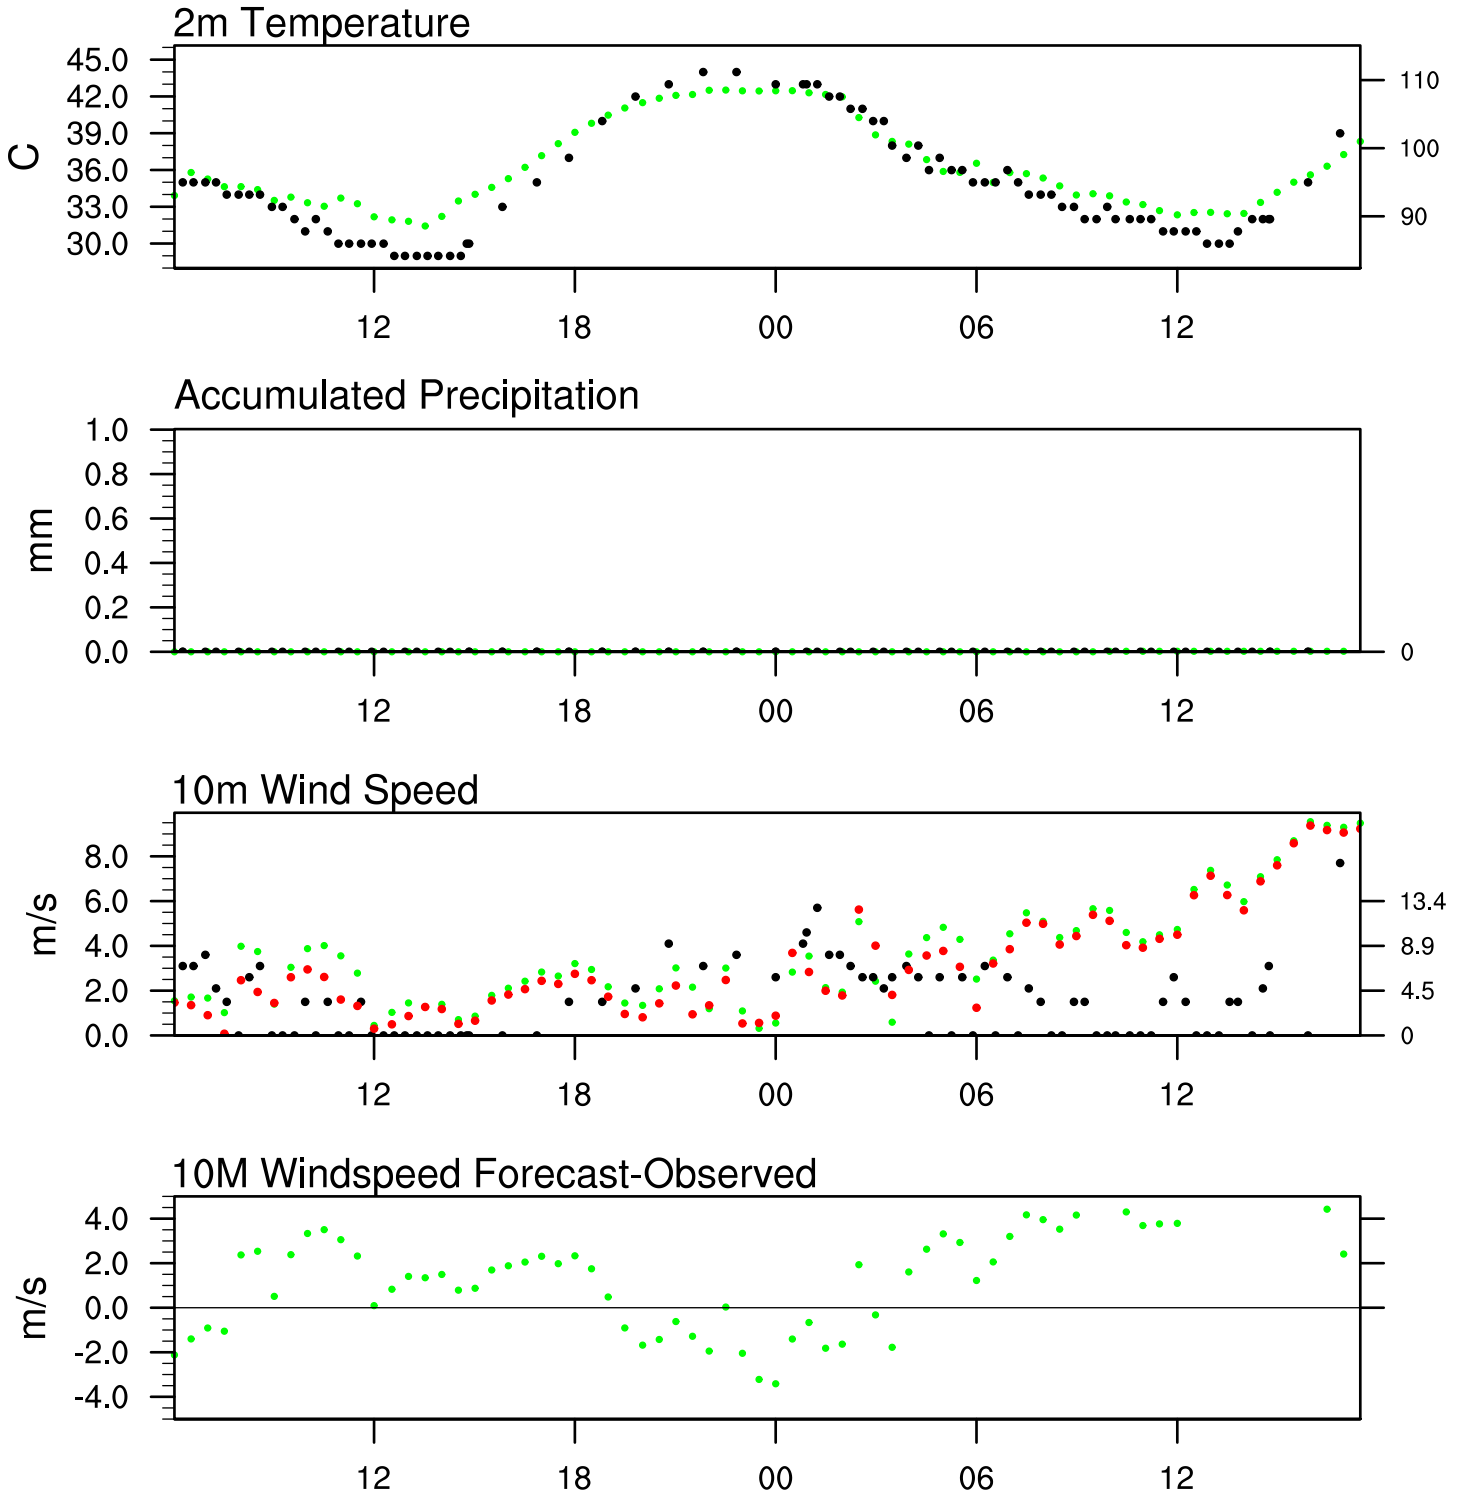 2m Temperature
45.0
42.0
39.0
36.0
33.0
30.0
C
110
100
90
12 18 00 06 12
Accumulated Precipitation
1.0
0.8
0.6
0.4
0.2
0.0
mm
0
12 18 00 06 12
10m Wind Speed
8.0
6.0
4.0
2.0
0.0
m/s
13.4
8.9
4.5
0
12 18 00 06 12
10M Windspeed Forecast-Observed
4.0
2.0
0.0
-2.0
-4.0
m/s
12 18 00 06 12